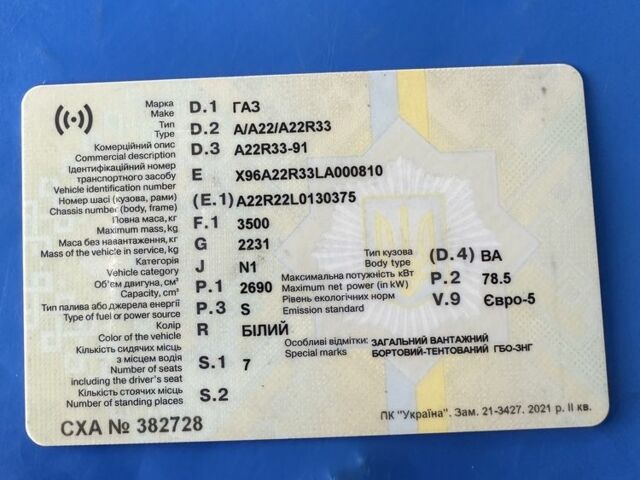 Марка D.1 ГАЗ
Make
Тип D.2 А/А22/A22R33
Type
Комерційний опис D.3 A22R33-91
Commercial description
Ідентифікаційний номер
транспортного засобу E X96A22R33LA000810
Vehicle identification number
Номер шасі (кузова, рами) (E.1) A22R22L0130375
Chassis number (body, frame)
Повна маса, кг F.1 3500
Maximum mass, kg
Маса без навантаження, кг G 2231
Mass of the vehicle in service, kg
Категорія J N1
Vehicle category
Об'єм двигуна, см³ P.1 2690
Capacity, cm³
Тип палива або джерела енергії P.3 S
Type of fuel or power source
Колір R БІЛИЙ
Color of the vehicle
Кількість сидячих місць
з місцем водія S.1 7
Number of seats
including the driver's seat
Кількість стоячих місць S.2
Number of standing places
Тип кузова (D.4) BA
Body type
Максимальна потужність кВт P.2 78.5
Maximum net power (in kW)
Рівень екологічних норм V.9 Євро-5
Emission standard
Особливі відмітки: ЗАГАЛЬНИЙ ВАНТАЖНИЙ
Special marks БОРТОВИЙ-ТЕНТОВАНИЙ ГБО-ЗНГ
СХА № 382728
ПК "Україна". Зам. 21-3427. 2021 р. II кв.